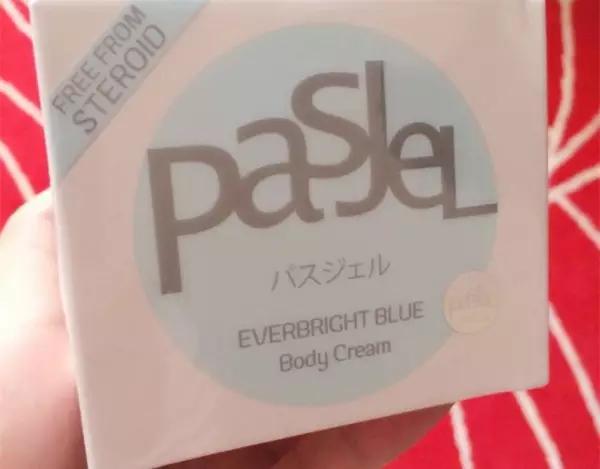 FREE FROM
STEROID
PasJeL
パスジェル
EVERBRIGHT BLUE
Body Cream